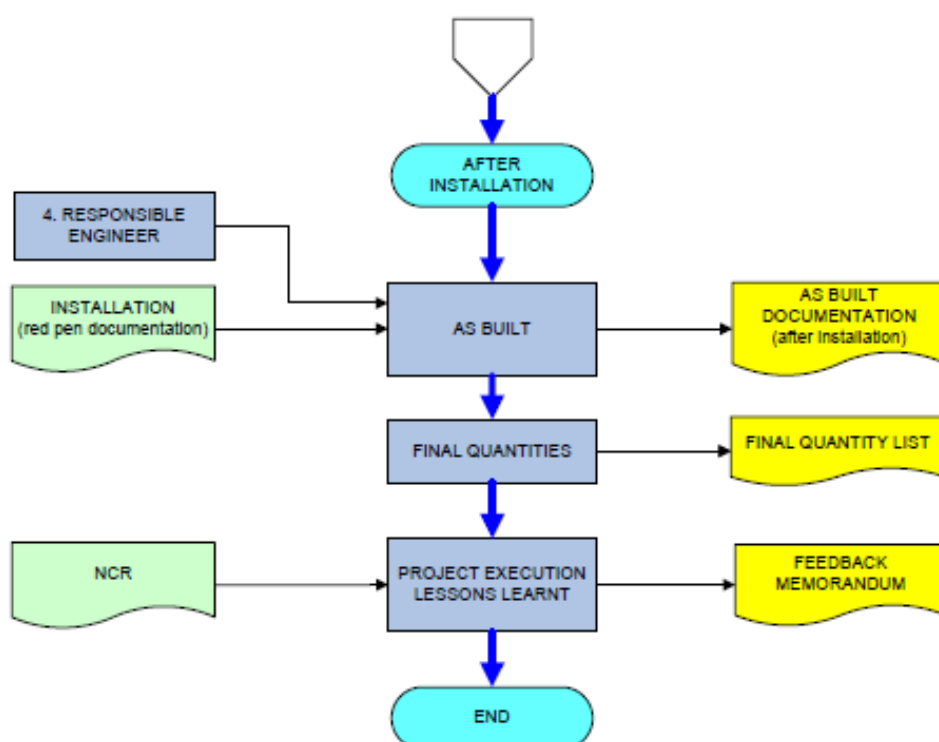 AFTER
INSTALLATION
4. RESPONSIBLE
ENGINEER
INSTALLATION
(red pen documentation)
AS BUILT
AS BUILT
DOCUMENTATION
(after installation)
FINAL QUANTITIES
FINAL QUANTITY LIST
NCR
PROJECT EXECUTION
LESSONS LEARNT
FEEDBACK
MEMORANDUM
END